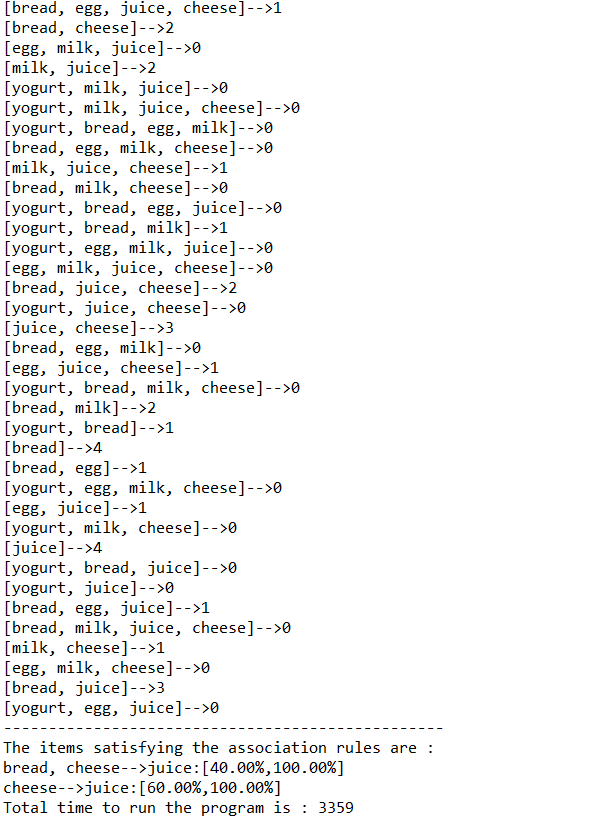 [bread, egg, juice, cheese]-->1
[bread, cheese]-->2
[egg, milk, juice]-->0
[milk, juice]-->2
[yogurt, milk, juice]-->0
[yogurt, milk, juice, cheese]-->0
[yogurt, bread, egg, milk]-->0
[bread, egg, milk, cheese]-->0
[milk, juice, cheese]-->1
[bread, milk, cheese]-->0
[yogurt, bread, egg, juice]-->0
[yogurt, bread, milk]-->1
[yogurt, egg, milk, juice]-->0
[egg, milk, juice, cheese]-->0
[bread, juice, cheese]-->2
[yogurt, juice, cheese]-->0
[juice, cheese]-->3
[bread, egg, milk]-->0
[egg, juice, cheese]-->1
[yogurt, bread, milk, cheese]-->0
[bread, milk]-->2
[yogurt, bread]-->1
[bread]-->4
[bread, egg]-->1
[yogurt, egg, milk, cheese]-->0
[egg, juice]-->1
[yogurt, milk, cheese]-->0
[juice]-->4
[yogurt, bread, juice]-->0
[yogurt, juice]-->0
[bread, egg, juice]-->1
[bread, milk, juice, cheese]-->0
[milk, cheese]-->1
[egg, milk, cheese]-->0
[bread, juice]-->3
[yogurt, egg, juice]-->0
-------------------------------------------------
The items satisfying the association rules are :
bread, cheese-->juice:[40.00%,100.00%]
cheese-->juice:[60.00%,100.00%]
Total time to run the program is : 3359